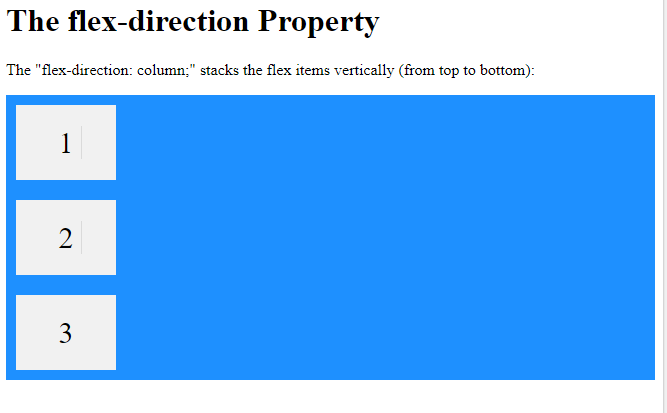 The flex-direction Property
The "flex-direction: column;" stacks the flex items vertically (from top to bottom):
1
2
3